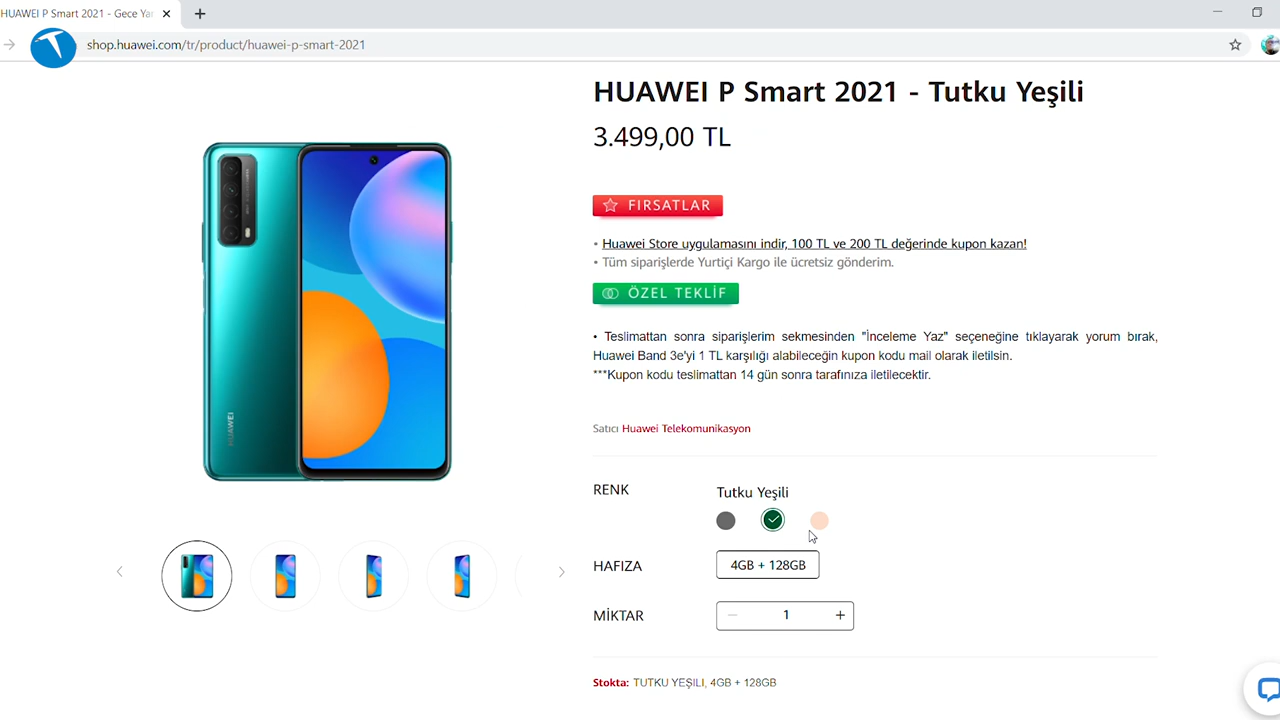 HUAWEI P Smart 2021 - Gece Ya
shop.huawei.com/tr/product/huawei-p-smart-2021
HUAWEI P Smart 2021 - Tutku Yeşili
3.499,00 TL
FIRSATLAR
• Huawei Store uygulamasını indir, 100 TL ve 200 TL değerinde kupon kazan!
• Tüm siparişlerde Yurtiçi Kargo ile ücretsiz gönderim.
ÖZEL TEKLİF
• Teslimattan sonra siparişlerim sekmesinden "İnceleme Yaz" seçeneğine tıklayarak yorum bırak,
Huawei Band 3e'yi 1 TL karşılığı alabileceğin kupon kodu mail olarak iletilsin.
***Kupon kodu teslimattan 14 gün sonra tarafınıza iletilecektir.
Satıcı Huawei Telekomunikasyon
RENK
Tutku Yeşili
HAFIZA
4GB + 128GB
MİKTAR
1
Stokta: TUTKU YEŞILI, 4GB + 128GB
HUAWEI